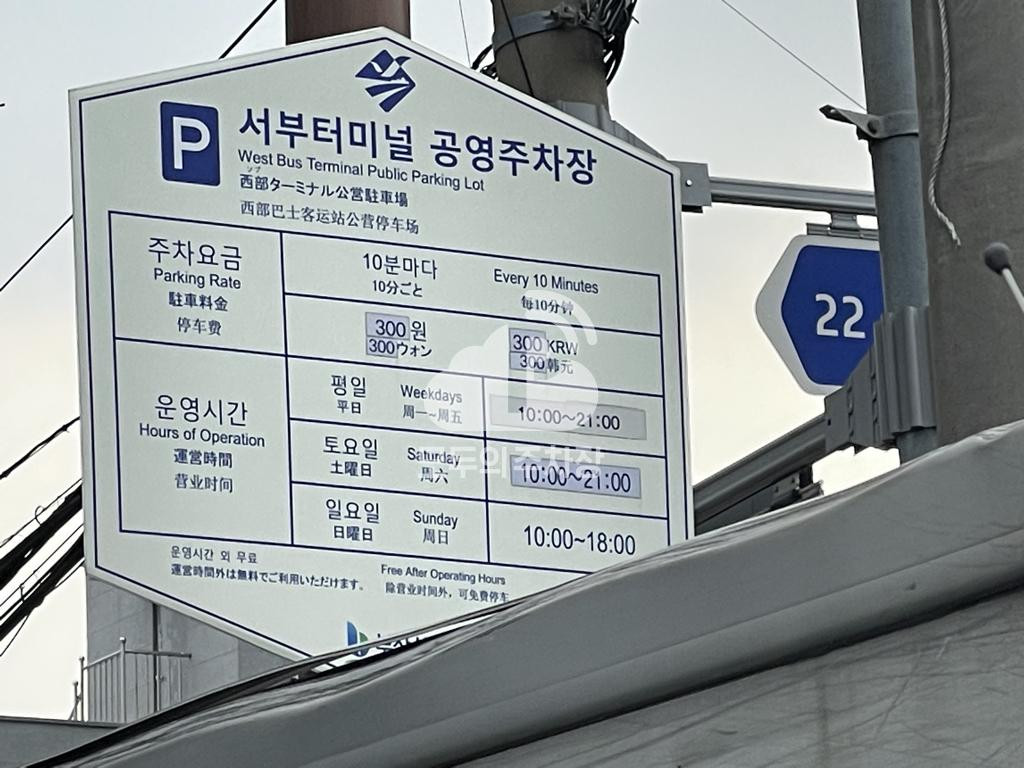 P
서부터미널 공영주차장
West Bus Terminal Public Parking Lot
ソブ
西部ターミナル公営駐車場
西部巴士客运站公营停车场
주차요금
Parking Rate
駐車料金
停车费
10분마다 Every 10 Minutes
10分ごと 每10分钟
300원 300 KRW
300ウォン 300韩元
운영시간
Hours of Operation
運営時間
营业时间
평일 Weekdays 10:00~21:00
平日 周一~周五
토요일 Saturday 10:00~21:00
土曜日 周六
일요일 Sunday 10:00~18:00
日曜日 周日
운영시간 외 무료 Free After Operating Hours
運営時間外は無料でご利用いただけます。 除营业时间外，可免费停车
22
모두의주차장